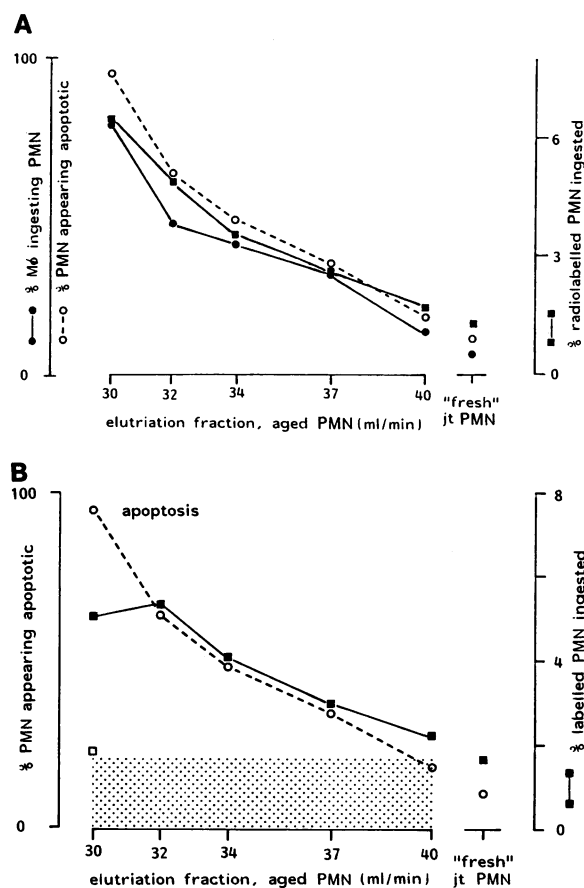 A
100
0
% Mϕ ingesting PMN
% PMN appearing apoptotic
6
3
0
% radiolabelled PMN ingested
30 32 34 37 40
"fresh"
jt PMN
elutriation fraction, aged PMN (ml/min)
B
100
0
% PMN appearing apoptotic
apoptosis
8
4
0
% labelled PMN ingested
30 32 34 37 40
"fresh"
jt PMN
elutriation fraction, aged PMN (ml/min)